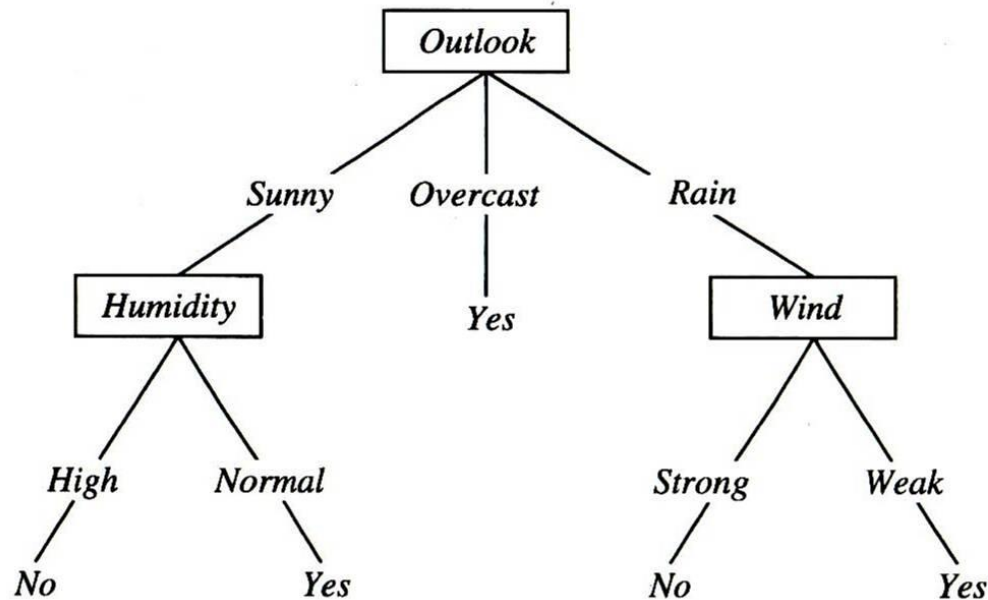 Outlook
Sunny Overcast Rain
Humidity Yes Wind
High Normal Strong Weak
No Yes No Yes